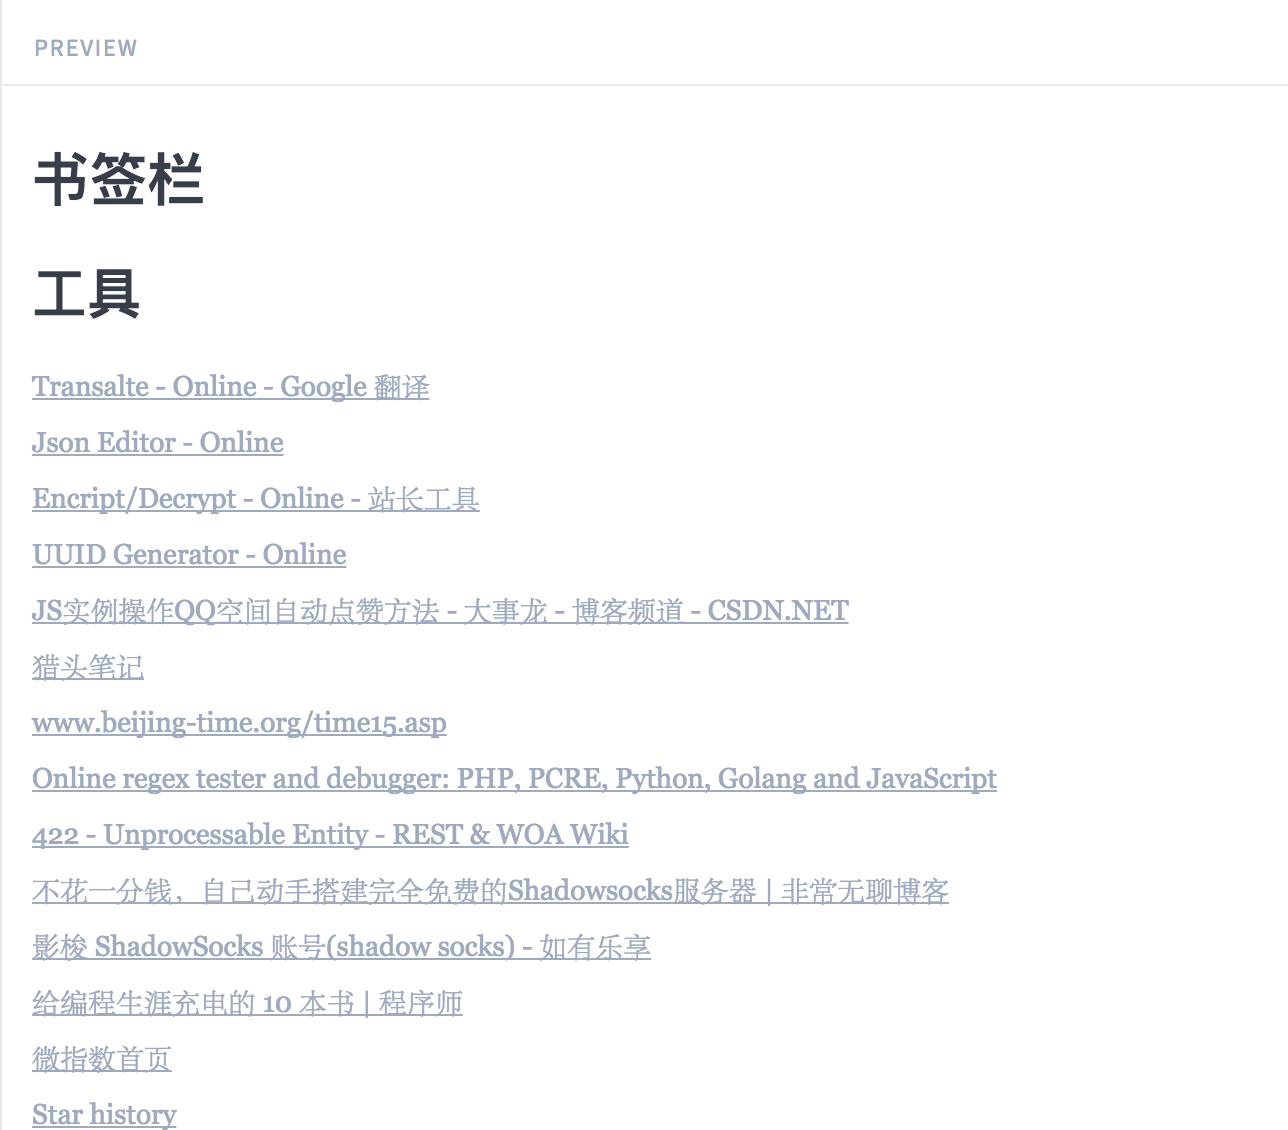 PREVIEW
书签栏
工具
Transalte - Online - Google 翻译
Json Editor - Online
Encript/Decrypt - Online - 站长工具
UUID Generator - Online
JS实例操作QQ空间自动点赞方法 - 大事龙 - 博客频道 - CSDN.NET
猎头笔记
www.beijing-time.org/time15.asp
Online regex tester and debugger: PHP, PCRE, Python, Golang and JavaScript
422 - Unprocessable Entity - REST & WOA Wiki
不花一分钱，自己动手搭建完全免费的Shadowsocks服务器 | 非常无聊博客
影梭 ShadowSocks 账号(shadow socks) - 如有乐享
给编程生涯充电的 10 本书 | 程序师
微指数首页
Star history